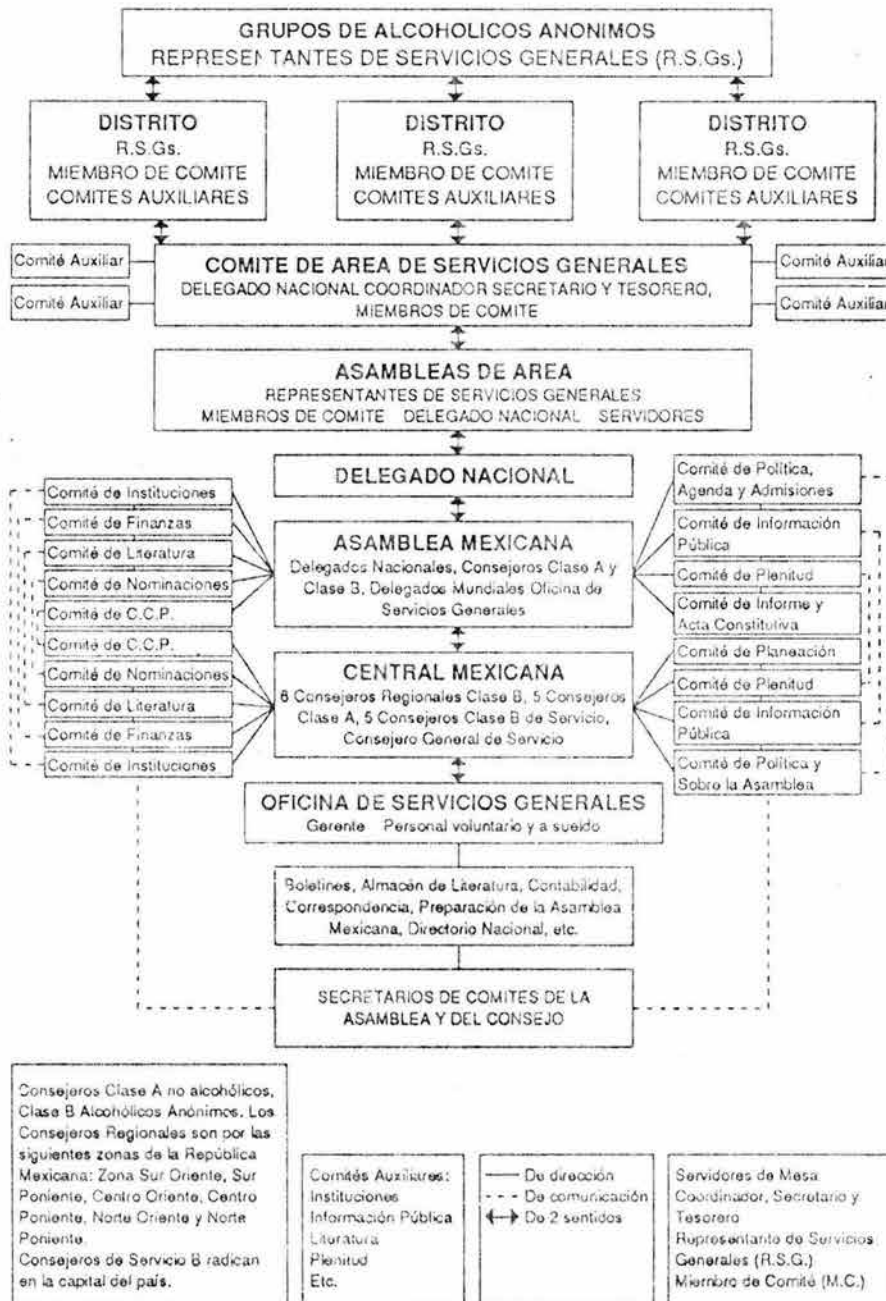 GRUPOS DE ALCOHOLICOS ANONIMOS
REPRESENTANTES DE SERVICIOS GENERALES (R.S.Gs.)
DISTRITO
R.S.Gs.
MIEMBRO DE COMITE
COMITES AUXILIARES
DISTRITO
R.S.Gs.
MIEMBRO DE COMITE
COMITES AUXILIARES
DISTRITO
R.S.Gs.
MIEMBRO DE COMITE
COMITES AUXILIARES
Comité Auxiliar
Comité Auxiliar
COMITE DE AREA DE SERVICIOS GENERALES
DELEGADO NACIONAL COORDINADOR SECRETARIO Y TESORERO,
MIEMBROS DE COMITE
Comité Auxiliar
Comité Auxiliar
ASAMBLEAS DE AREA
REPRESENTANTES DE SERVICIOS GENERALES
MIEMBROS DE COMITE DELEGADO NACIONAL SERVIDORES
DELEGADO NACIONAL
Comité de Instituciones
Comité de Finanzas
Comité de Literatura
Comité de Nominaciones
Comité de C.C.P.
Comité de C.C.P.
Comité de Nominaciones
Comité de Literatura
Comité de Finanzas
Comité de Instituciones
ASAMBLEA MEXICANA
Delegados Nacionales, Consejeros Clase A y
Clase B, Delegados Mundiales Oficina de
Servicios Generales
CENTRAL MEXICANA
6 Consejeros Regionales Clase B, 5 Consejeros
Clase A, 5 Consejeros Clase B de Servicio,
Consejero General de Servicio
Comité de Política,
Agenda y Admisiones
Comité de Información
Pública
Comité de Plenitud
Comité de Informe y
Acta Constitutiva
Comité de Planeación
Comité de Plenitud
Comité de Información
Pública
Comité de Política y
Sobre la Asamblea
OFICINA DE SERVICIOS GENERALES
Gerente Personal voluntario y a sueldo
Boletines, Almacén de Literatura, Contabilidad,
Correspondencia, Preparación de la Asamblea
Mexicana, Directorio Nacional, etc.
SECRETARIOS DE COMITES DE LA
ASAMBLEA Y DEL CONSEJO
Consejeros Clase A no alcohólicos,
Clase B Alcohólicos Anónimos. Los
Consejeros Regionales son por las
siguientes zonas de la República
Mexicana: Zona Sur Oriente, Sur
Poniente, Centro Oriente, Centro
Poniente, Norte Oriente y Norte
Poniente.
Consejeros de Servicio B radican
en la capital del país.
Comités Auxiliares:
Instituciones
Información Pública
Literatura
Plenitud
Etc.
De dirección
De comunicación
De 2 sentidos
Servidores de Mesa
Coordinador, Secretario y
Tesorero
Representante de Servicios
Generales (R.S.G.)
Miembro de Comité (M.C.)